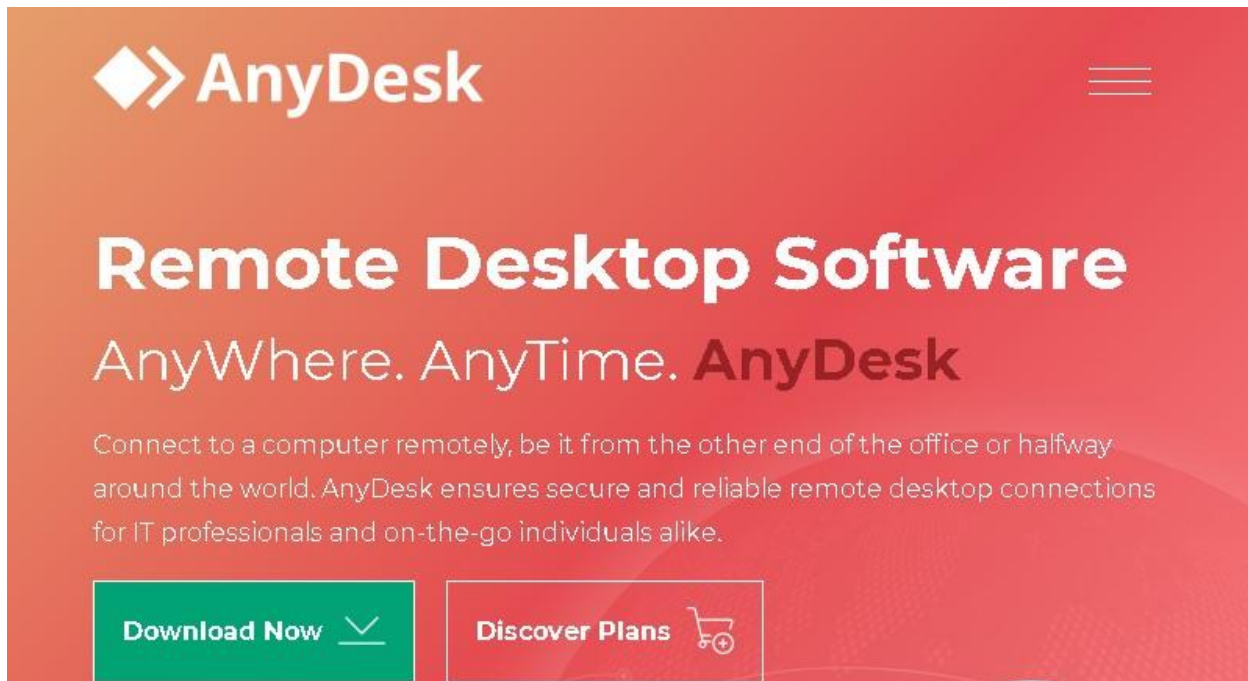 AnyDesk
Remote Desktop Software
AnyWhere. AnyTime. AnyDesk
Connect to a computer remotely, be it from the other end of the office or halfway
around the world. AnyDesk ensures secure and reliable remote desktop connections
for IT professionals and on-the-go individuals alike.
Download Now
Discover Plans